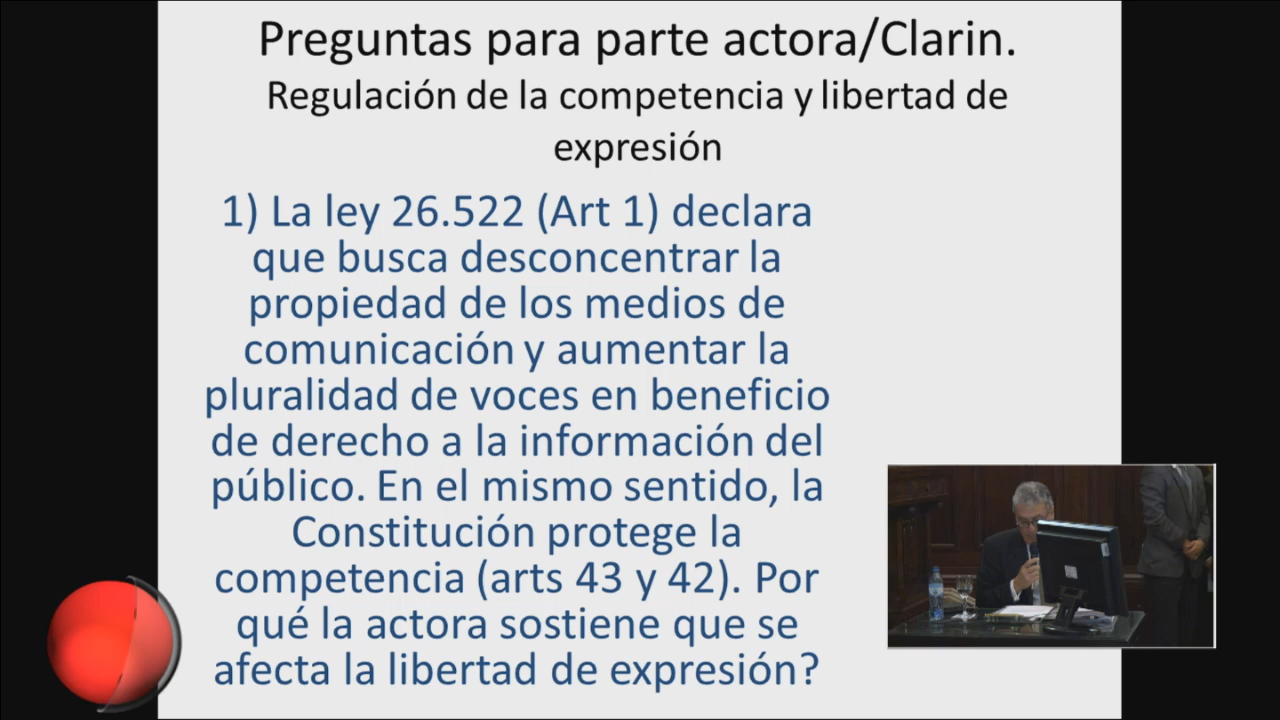 Preguntas para parte actora/Clarin.
Regulación de la competencia y libertad de
expresión
1) La ley 26.522 (Art 1) declara
que busca desconcentrar la
propiedad de los medios de
comunicación y aumentar la
pluralidad de voces en beneficio
de derecho a la información del
público. En el mismo sentido, la
Constitución protege la
competencia (arts 43 y 42). Por
qué la actora sostiene que se
afecta la libertad de expresión?